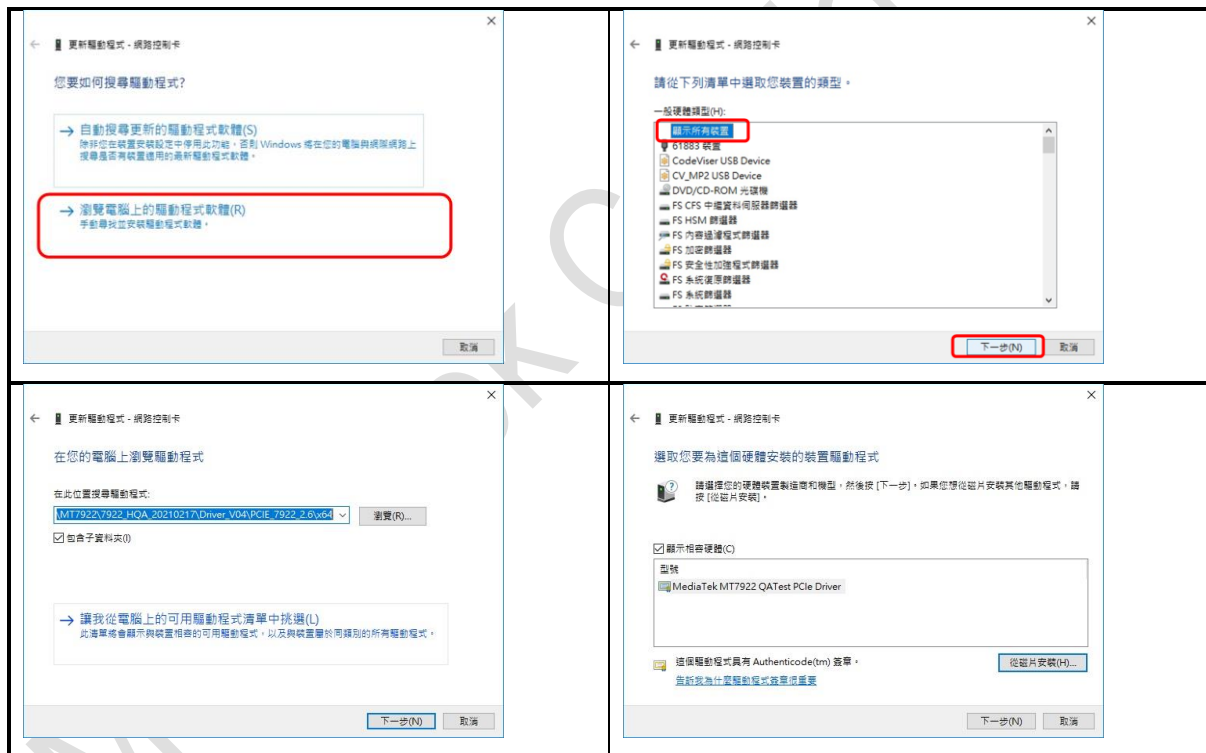 更新驅動程式 - 網路控制卡
您要如何搜尋驅動程式?
→ 自動搜尋更新的驅動程式軟體(S)
除非您在裝置安裝設定中停用此功能,否則 Windows 將在您的電腦與網際網路上
搜尋是否有裝置適用的最新驅動程式軟體。
→ 瀏覽電腦上的驅動程式軟體(R)
手動尋找並安裝驅動程式軟體。
取消
更新驅動程式 - 網路控制卡
請從下列清單中選取您裝置的類型。
一般硬體類型(H):
顯示所有裝置
61883 裝置
CodeViser USB Device
CV_MP2 USB Device
DVD/CD-ROM 光碟機
FS CFS 中繼資料伺服器篩選器
FS HSM 篩選器
FS 內容過濾程式篩選器
FS 加密篩選器
FS 安全性加強程式篩選器
FS 系統復原篩選器
FS 系統篩選器
下一步(N) 取消
更新驅動程式 - 網路控制卡
在您的電腦上瀏覽驅動程式
在此位置搜尋驅動程式:
\MT7922\7922_HQA_20210217\Driver_V04\PCIE_7922_2.6\x64 瀏覽(R)...
包含子資料夾(I)
→ 讓我從電腦上的可用驅動程式清單中挑選(L)
此清單將會顯示與裝置相容的可用驅動程式,以及與裝置屬於同類別的所有驅動程式。
下一步(N) 取消
更新驅動程式 - 網路控制卡
選取您要為這個硬體安裝的裝置驅動程式
請選擇您的硬體裝置製造商和機型,然後按 [下一步]。如果您想從磁片安裝其他驅動程式,請
按 [從磁片安裝]。
顯示相容硬體(C)
型號
MediaTek MT7922 QATest PCIe Driver
這個驅動程式具有 Authenticode(tm) 簽章。
從磁片安裝(H)...
告訴我為什麼驅動程式簽章很重要
下一步(N) 取消